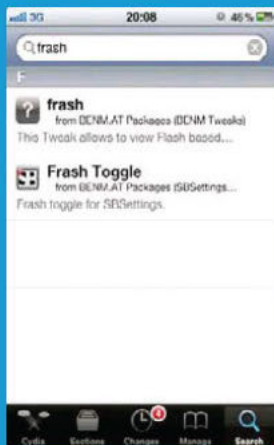 3G 20:08 46%
frash
F
frash
from BENM.AT Packages (BENM Tweaks)
This Tweak allows to view Flash based....
Frash Toggle
from BENM.AT Packages (SBSettings...
Frash toggle for SBSettings.
4
Cydia Sections Changes Manage Search